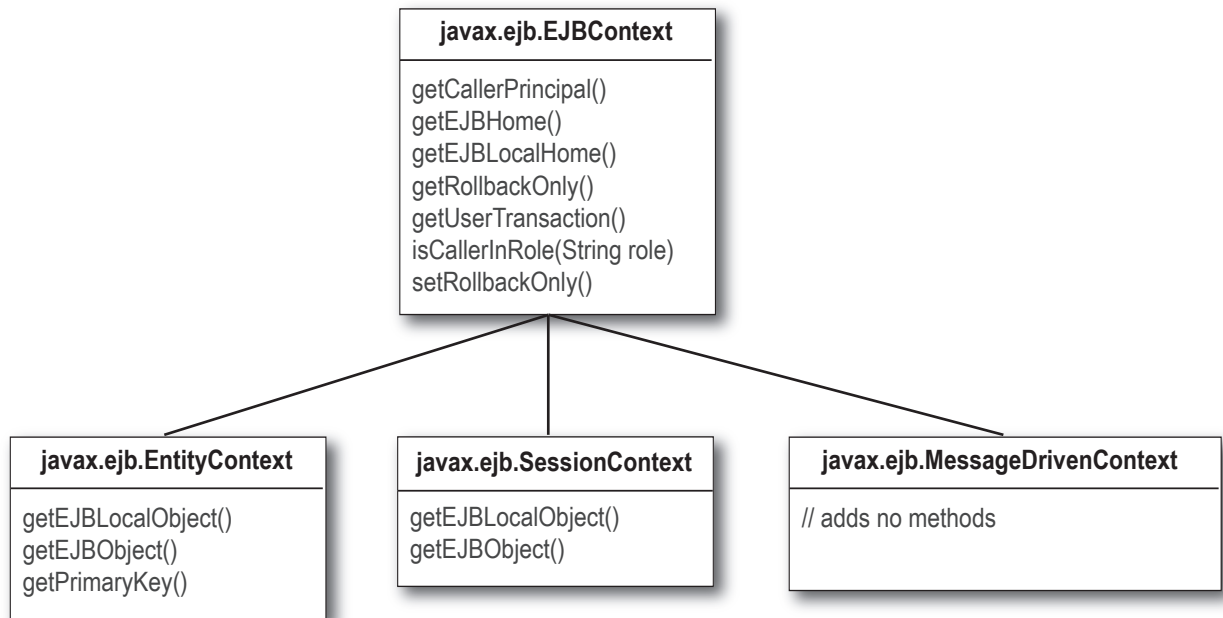 javax.ejb.EJBContext
getCallerPrincipal()
getEJBHome()
getEJBLocalHome()
getRollbackOnly()
getUserTransaction()
isCallerInRole(String role)
setRollbackOnly()
javax.ejb.EntityContext
getEJBLocalObject()
getEJBObject()
getPrimaryKey()
javax.ejb.SessionContext
getEJBLocalObject()
getEJBObject()
javax.ejb.MessageDrivenContext
// adds no methods